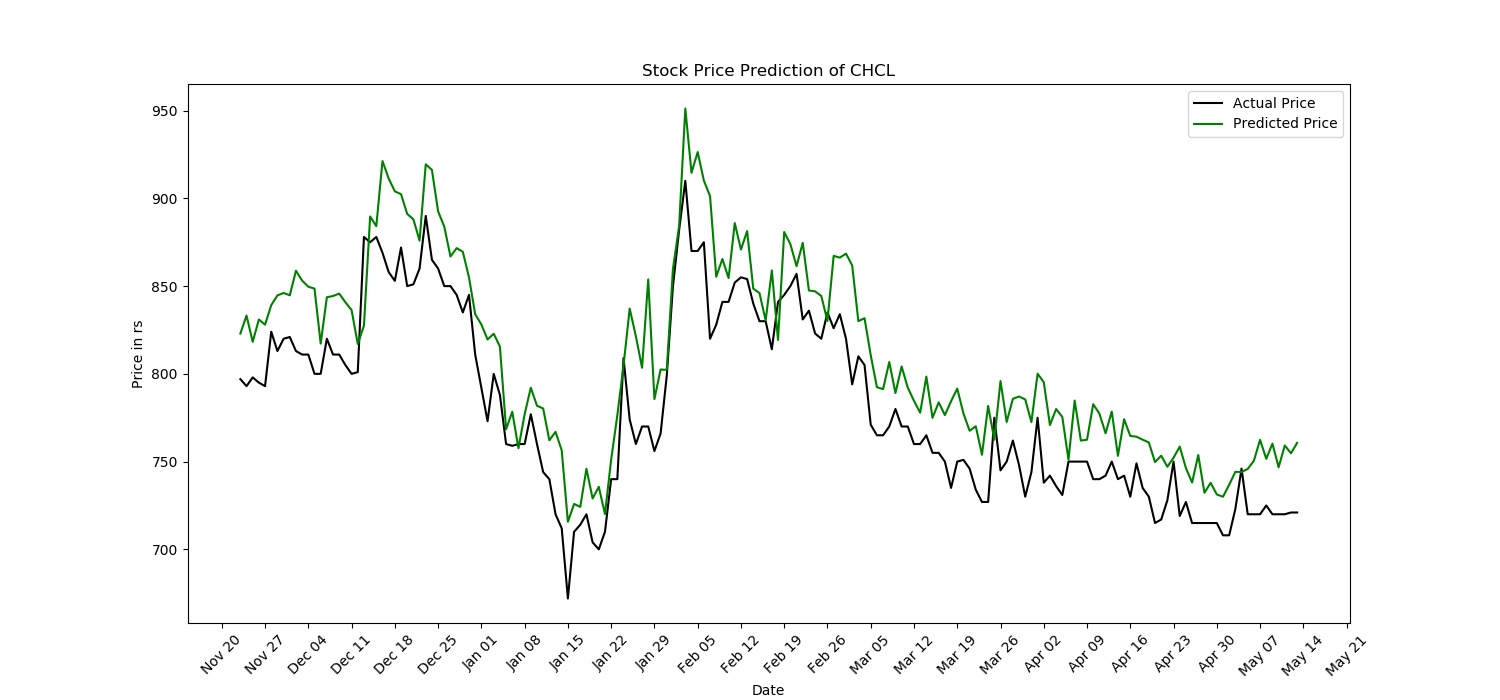 Stock Price Prediction of CHCL
Actual Price
Predicted Price
Price in rs
950
900
850
800
750
700
Nov 20
Nov 27
Dec 04
Dec 11
Dec 18
Dec 25
Jan 01
Jan 08
Jan 15
Jan 22
Jan 29
Feb 05
Feb 12
Feb 19
Feb 26
Mar 05
Mar 12
Mar 19
Mar 26
Apr 02
Apr 09
Apr 16
Apr 23
Apr 30
May 07
May 14
May 21
Date